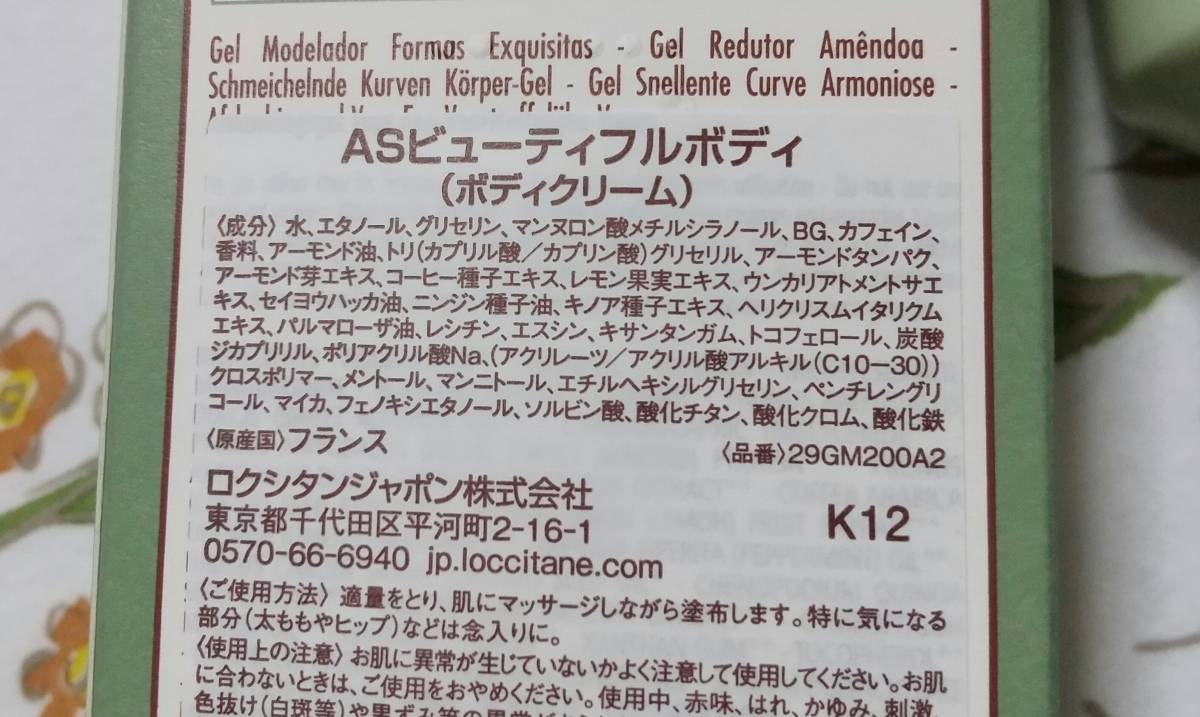 Gel Modelador Formas Exquisitas - Gel Redutor Amêndoa -
Schmeichelnde Kurven Körper-Gel - Gel Snellente Curve Armoniose -
ASビューティフルボディ
(ボディクリーム)
〈成分〉水、エタノール、グリセリン、マンヌロン酸メチルシラノール、BG、カフェイン、
香料、アーモンド油、トリ(カプリル酸/カプリン酸)グリセリル、アーモンドタンパク、
アーモンド芽エキス、コーヒー種子エキス、レモン果実エキス、ウンカリアトメントサエ
キス、セイヨウハッカ油、ニンジン種子油、キノア種子エキス、ヘリクリスムイタリクム
エキス、パルマローザ油、レシチン、エスシン、キサンタンガム、トコフェロール、炭酸
ジカプリリル、ポリアクリル酸Na、(アクリレーツ/アクリル酸アルキル(C10-30))
クロスポリマー、メントール、マンニトール、エチルヘキシルグリセリン、ペンチレングリ
コール、マイカ、フェノキシエタノール、ソルビン酸、酸化チタン、酸化クロム、酸化鉄
〈原産国〉フランス 〈品番〉29GM200A2
ロクシタンジャポン株式会社
東京都千代田区平河町2-16-1 K12
0570-66-6940 jp.loccitane.com
〈ご使用方法〉適量をとり、肌にマッサージしながら塗布します。特に気になる
部分(太ももやヒップ)などは念入りに。
〈使用上の注意〉お肌に異常が生じていないかよく注意して使用してください。お肌
に合わないときは、ご使用をおやめください。使用中、赤味、はれ、かゆみ、刺激、
色抜け(白斑等)や黒ずみ等の異常が